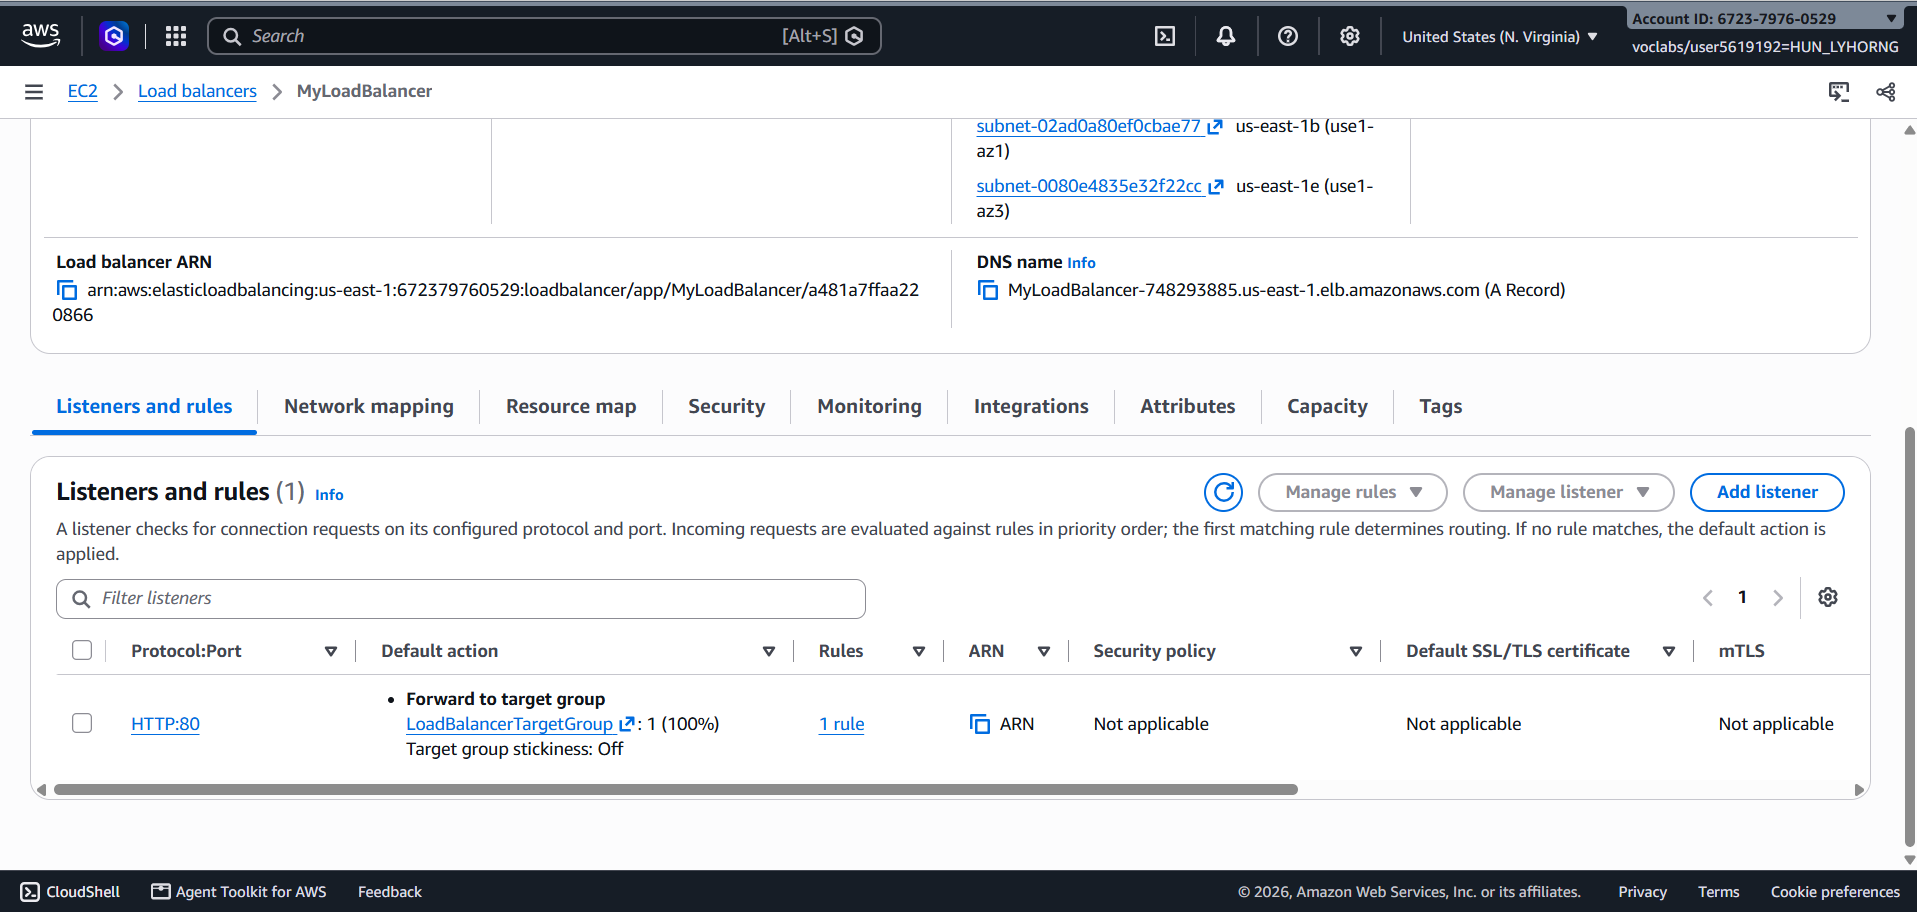 aws
Search [Alt+S]
United States (N. Virginia)
Account ID: 6723-7976-0529
voclabs/user5619192=HUN_LYHORNG
EC2 > Load balancers > MyLoadBalancer
subnet-02ad0a80ef0cbae77 us-east-1b (use1-
az1)
subnet-0080e4835e32f22cc us-east-1e (use1-
az3)
Load balancer ARN
arn:aws:elasticloadbalancing:us-east-1:672379760529:loadbalancer/app/MyLoadBalancer/a481a7ffaa22
0866
DNS name Info
MyLoadBalancer-748293885.us-east-1.elb.amazonaws.com (A Record)
Listeners and rules Network mapping Resource map Security Monitoring Integrations Attributes Capacity Tags
Listeners and rules (1) Info
Manage rules Manage listener Add listener
A listener checks for connection requests on its configured protocol and port. Incoming requests are evaluated against rules in priority order; the first matching rule determines routing. If no rule matches, the default action is
applied.
Filter listeners
1
Protocol:Port Default action Rules ARN Security policy Default SSL/TLS certificate mTLS
• Forward to target group
HTTP:80 LoadBalancerTargetGroup : 1 (100%) 1 rule ARN Not applicable Not applicable Not applicable
Target group stickiness: Off
CloudShell Agent Toolkit for AWS Feedback © 2026, Amazon Web Services, Inc. or its affiliates. Privacy Terms Cookie preferences